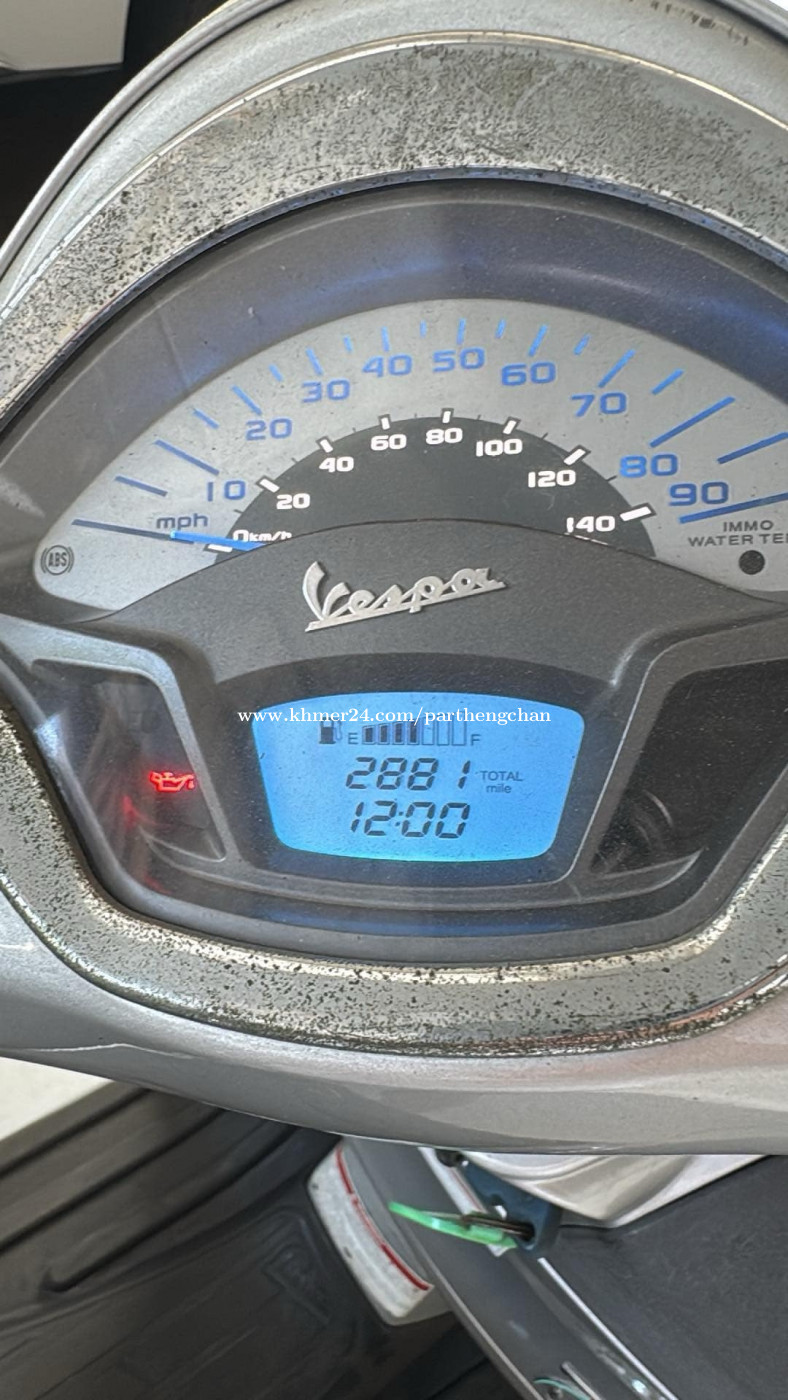 10 20 30 40 50 60 70 80 90
mph
0km/h 20 40 60 80 100 120 140
ABS
IMMO
WATER TE
Vespa
www.khmer24.com/parthengchan
E F
2881 TOTAL mile
12:00